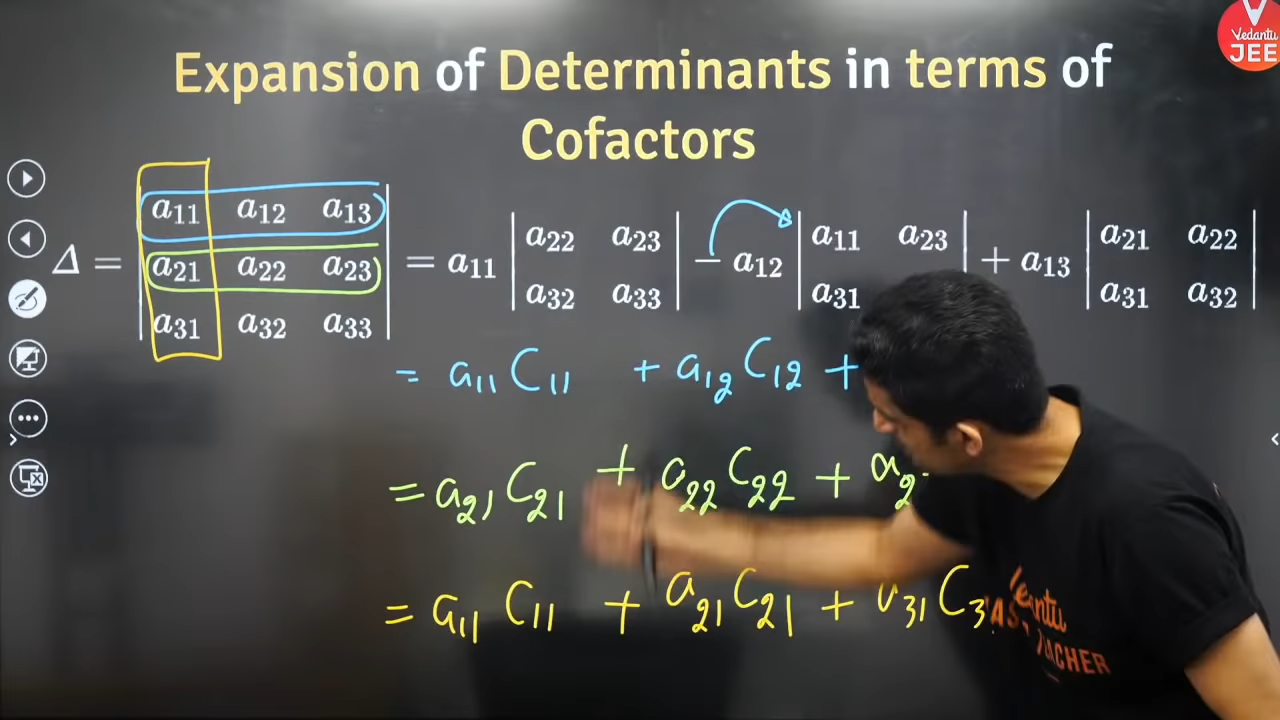 Vedantu
JEE
Expansion of Determinants in terms of
Cofactors
Δ = | a₁₁ a₁₂ a₁₃ | = a₁₁ | a₂₂ a₂₃ | − a₁₂ | a₁₁ a₂₃ | + a₁₃ | a₂₁ a₂₂ |
| a₂₁ a₂₂ a₂₃ | | a₃₂ a₃₃ | | a₃₁ | a₃₁ a₃₂ |
| a₃₁ a₃₂ a₃₃ |
= a₁₁ C₁₁ + a₁₂ C₁₂ +
= a₂₁ C₂₁ + a₂₂ C₂₂ + a₂
= a₁₁ C₁₁ + a₂₁ C₂₁ + a₃₁ C₃